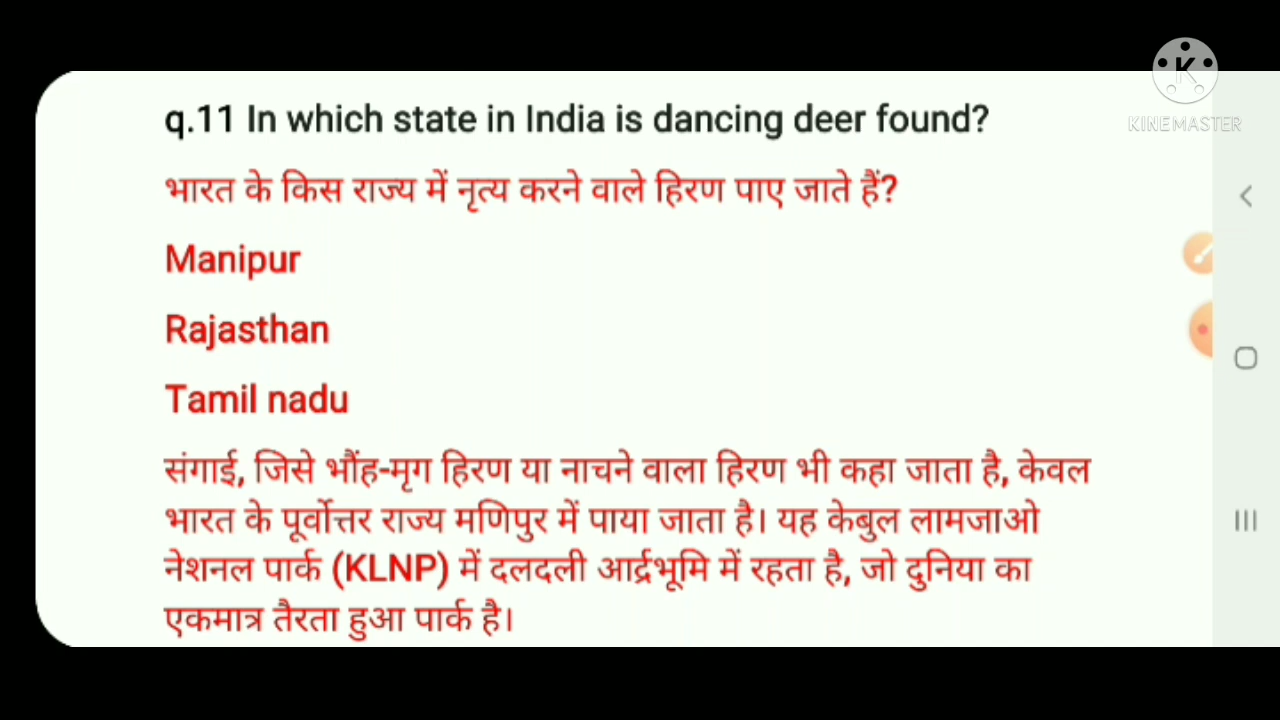 KINEMASTER
q.11 In which state in India is dancing deer found?
भारत के किस राज्य में नृत्य करने वाले हिरण पाए जाते हैं?
Manipur
Rajasthan
Tamil nadu
संगाई, जिसे भौंह-मृग हिरण या नाचने वाला हिरण भी कहा जाता है, केवल
भारत के पूर्वोत्तर राज्य मणिपुर में पाया जाता है। यह केबुल लामजाओ
नेशनल पार्क (KLNP) में दलदली आर्द्रभूमि में रहता है, जो दुनिया का
एकमात्र तैरता हुआ पार्क है।